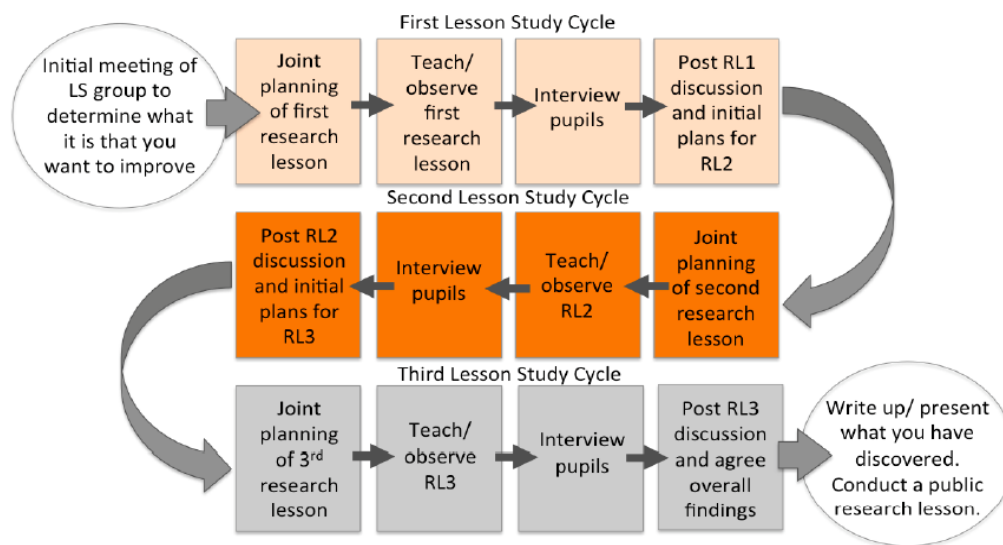 First Lesson Study Cycle
Initial meeting of
LS group to
determine what
it is that you
want to improve
Joint
planning
of first
research
lesson
Teach/
observe
first
research
lesson
Interview
pupils
Post RL1
discussion
and initial
plans for
RL2
Second Lesson Study Cycle
Joint
planning
of second
research
lesson
Teach/
observe
RL2
Interview
pupils
Post RL2
discussion
and initial
plans for
RL3
Third Lesson Study Cycle
Joint
planning
of 3rd
research
lesson
Teach/
observe
RL3
Interview
pupils
Post RL3
discussion
and agree
overall
findings
Write up/ present
what you have
discovered.
Conduct a public
research lesson.